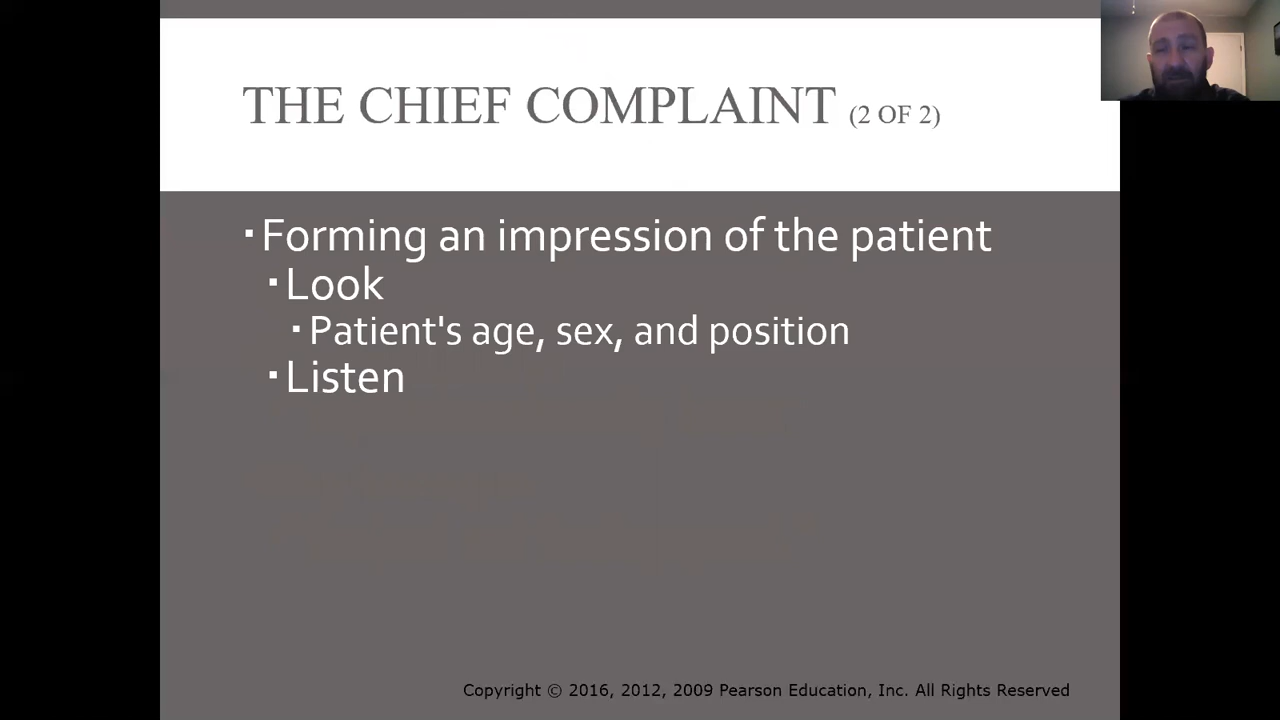 THE CHIEF COMPLAINT (2 OF 2)
▪Forming an impression of the patient
▪Look
▪Patient's age, sex, and position
▪Listen
Copyright © 2016, 2012, 2009 Pearson Education, Inc. All Rights Reserved